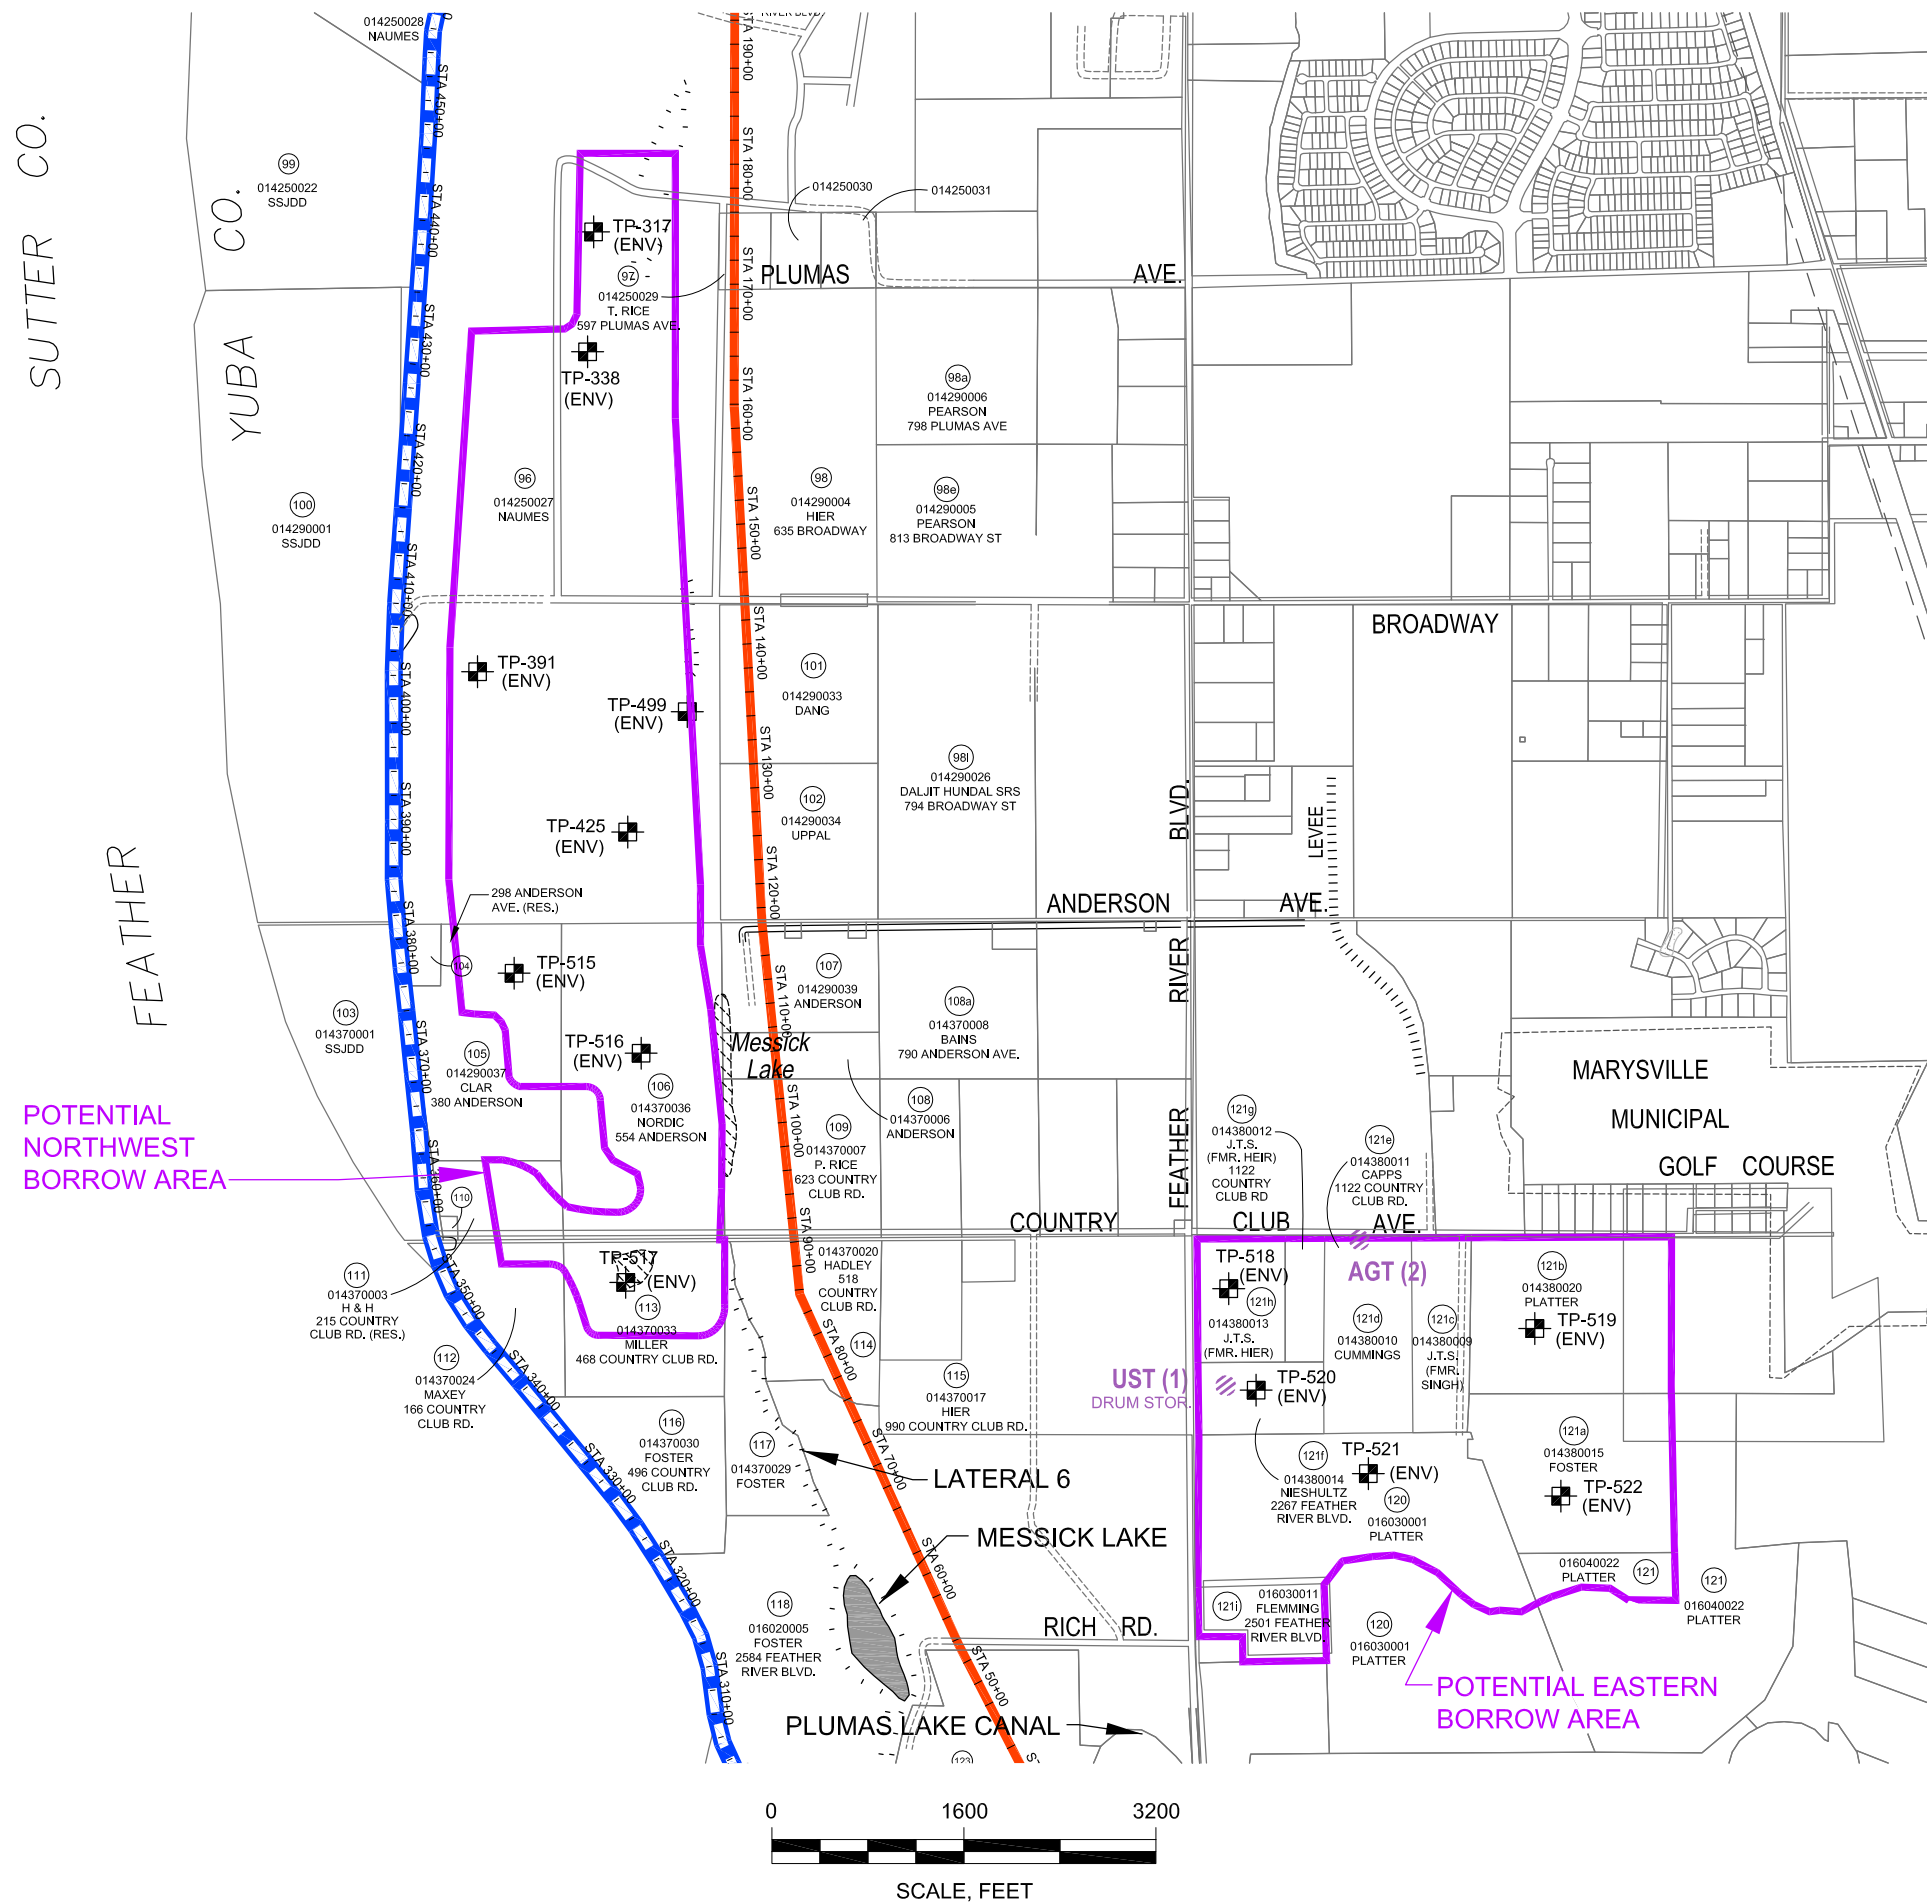 014250028
NAUMES
RIVER BLVD
SUTTER CO.
YUBA CO.
FEATHER
99
014250022
SSJDD
100
014290001
SSJDD
103
014370001
SSJDD
STA 450+00
STA 440+00
STA 430+00
STA 420+00
STA 410+00
STA 400+00
STA 390+00
STA 380+00
STA 370+00
STA 360+00
STA 350+00
STA 340+00
STA 330+00
STA 320+00
STA 310+00
STA 190+00
STA 180+00
STA 170+00
STA 160+00
STA 150+00
STA 140+00
STA 130+00
STA 120+00
STA 110+00
STA 100+00
STA 90+00
STA 80+00
STA 70+00
STA 60+00
STA 50+00
TP-317
(ENV)
97
014250029
T. RICE
597 PLUMAS AVE.
TP-338
(ENV)
96
014250027
NAUMES
014250030
014250031
PLUMAS AVE.
98a
014290006
PEARSON
798 PLUMAS AVE
98
014290004
HIER
635 BROADWAY
98e
014290005
PEARSON
813 BROADWAY ST
BROADWAY
TP-391
(ENV)
TP-499
(ENV)
101
014290033
DANG
98l
014290026
DALJIT HUNDAL SRS
794 BROADWAY ST
102
014290034
UPPAL
TP-425
(ENV)
298 ANDERSON
AVE. (RES.)
104
ANDERSON AVE.
LEVEE
FEATHER RIVER BLVD.
TP-515
(ENV)
TP-516
(ENV)
107
014290039
ANDERSON
108a
014370008
BAINS
790 ANDERSON AVE.
Messick
Lake
105
014290037
CLAR
380 ANDERSON
106
014370036
NORDIC
554 ANDERSON
108
014370006
ANDERSON
109
014370007
P. RICE
623 COUNTRY
CLUB RD.
POTENTIAL
NORTHWEST
BORROW AREA
110
COUNTRY CLUB AVE.
MARYSVILLE
MUNICIPAL
GOLF COURSE
121g
014380012
J.T.S.
(FMR. HEIR)
1122
COUNTRY
CLUB RD
121e
014380011
CAPPS
1122 COUNTRY
CLUB RD.
111
014370003
H & H
215 COUNTRY
CLUB RD. (RES.)
112
014370024
MAXEY
166 COUNTRY
CLUB RD.
TP-517
(ENV)
113
014370033
MILLER
468 COUNTRY CLUB RD.
014370020
HADLEY
518
COUNTRY
CLUB RD.
114
115
014370017
HIER
990 COUNTRY CLUB RD.
116
014370030
FOSTER
496 COUNTRY
CLUB RD.
117
014370029
FOSTER
LATERAL 6
MESSICK LAKE
118
016020005
FOSTER
2584 FEATHER
RIVER BLVD.
PLUMAS LAKE CANAL
123
RICH RD.
TP-518
(ENV)
121h
014380013
J.T.S.
(FMR. HIER)
AGT (2)
121d
014380010
CUMMINGS
121c
014380009
J.T.S.
(FMR.
SINGH)
121b
014380020
PLATTER
TP-519
(ENV)
UST (1)
DRUM STOR.
TP-520
(ENV)
121f
014380014
NIESHULTZ
2267 FEATHER
RIVER BLVD.
TP-521
(ENV)
120
016030001
PLATTER
121a
014380015
FOSTER
TP-522
(ENV)
016040022
PLATTER
121
121
016040022
PLATTER
121i
016030011
FLEMMING
2501 FEATHER
RIVER BLVD.
120
016030001
PLATTER
POTENTIAL EASTERN
BORROW AREA
0 1600 3200
SCALE, FEET